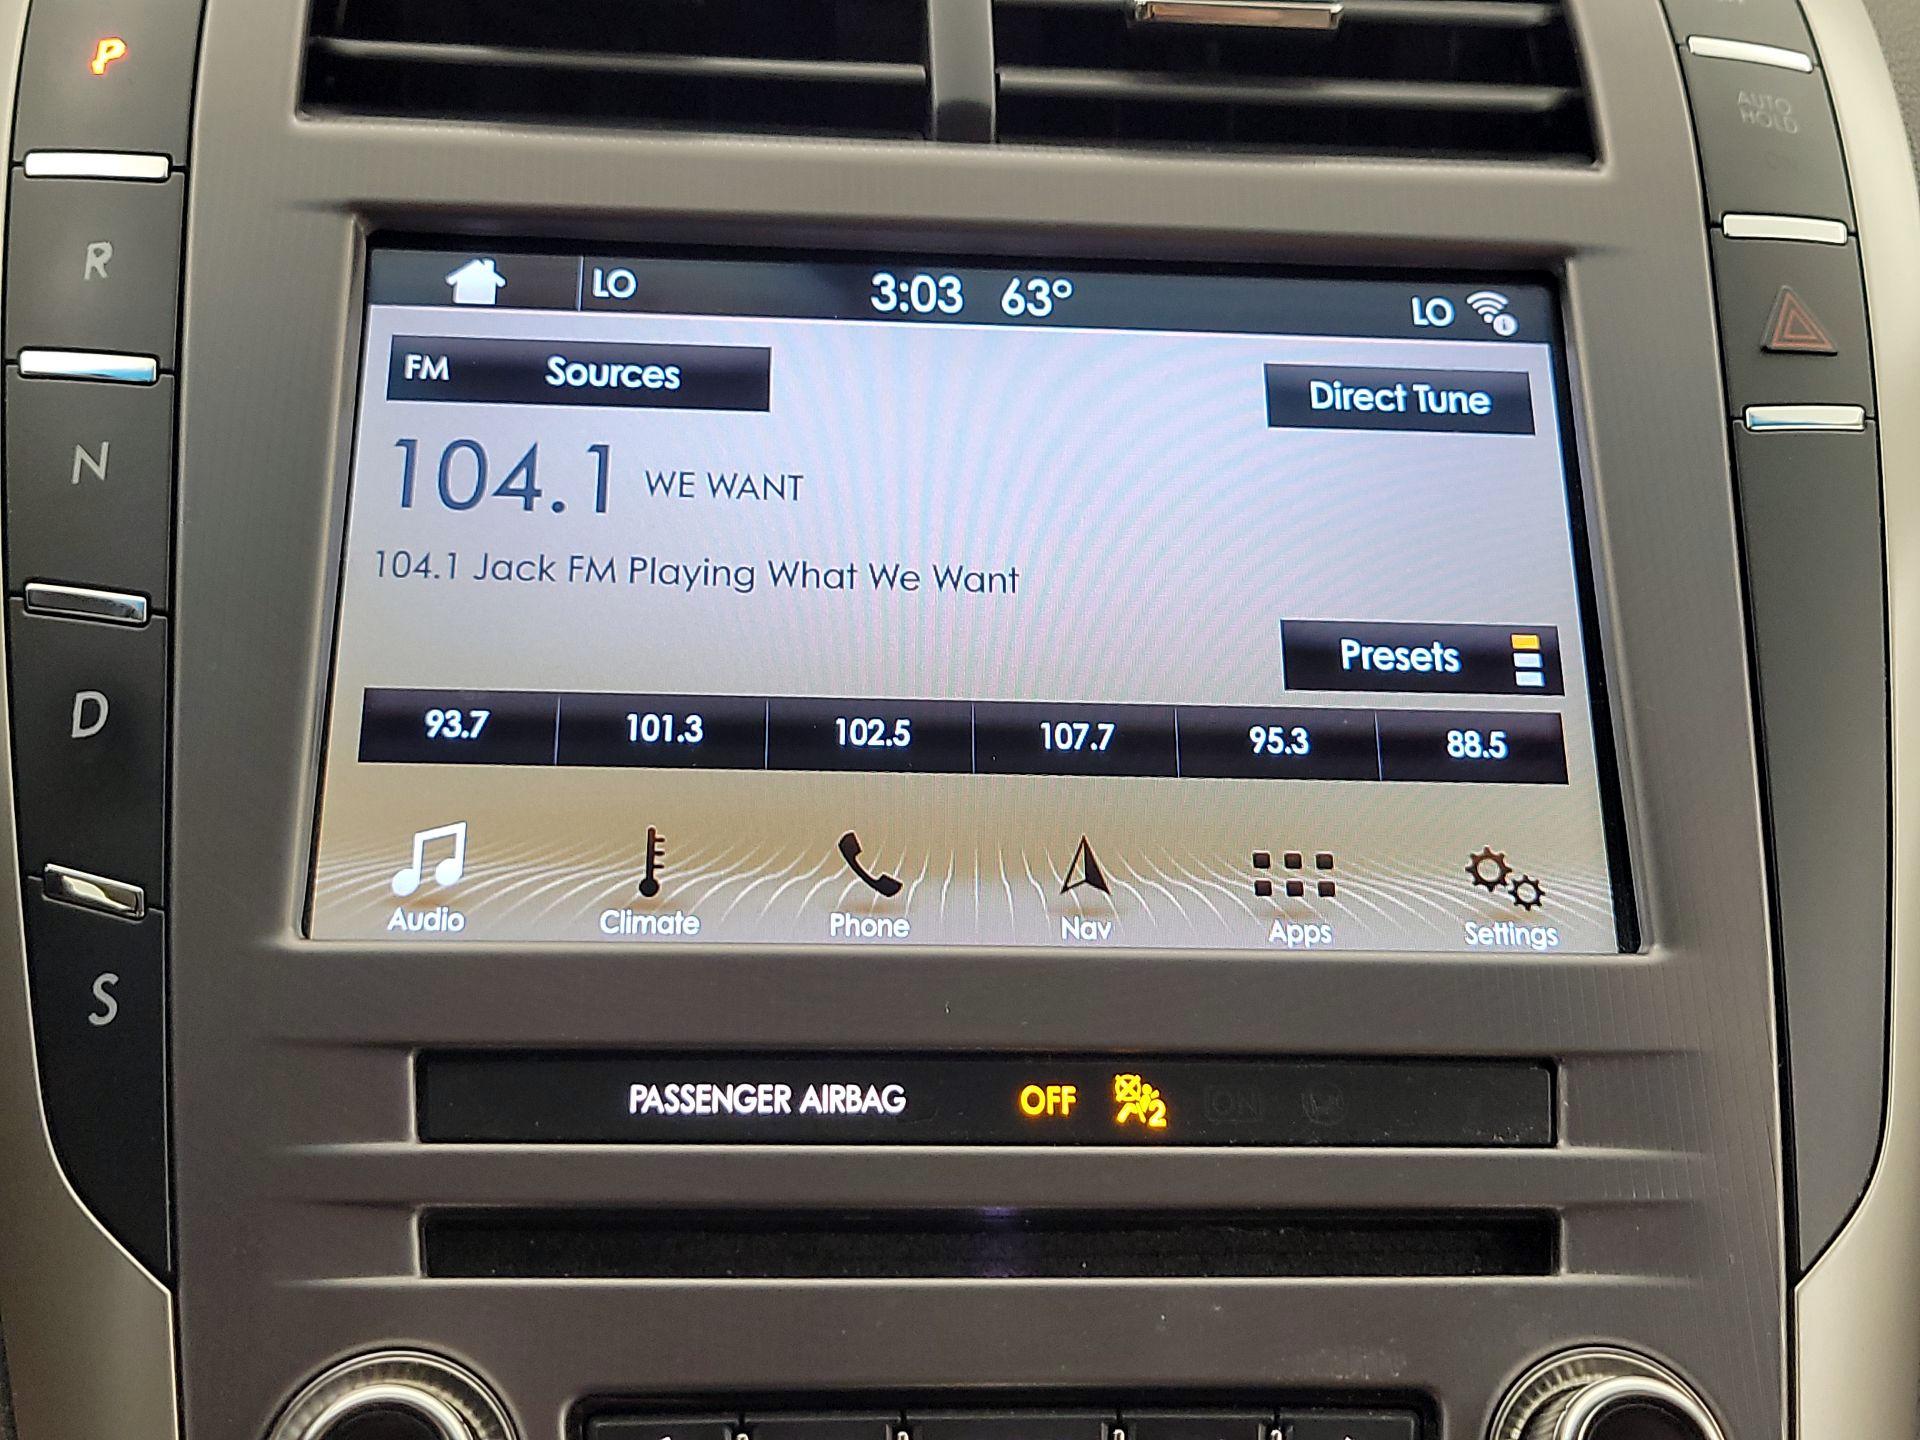 P
R
N
D
S
AUTO
HOLD
LO 3:03 63° LO
FM Sources
Direct Tune
104.1 WE WANT
104.1 Jack FM Playing What We Want
Presets
93.7 101.3 102.5 107.7 95.3 88.5
Audio Climate Phone Nav Apps Settings
PASSENGER AIRBAG OFF 2 ON